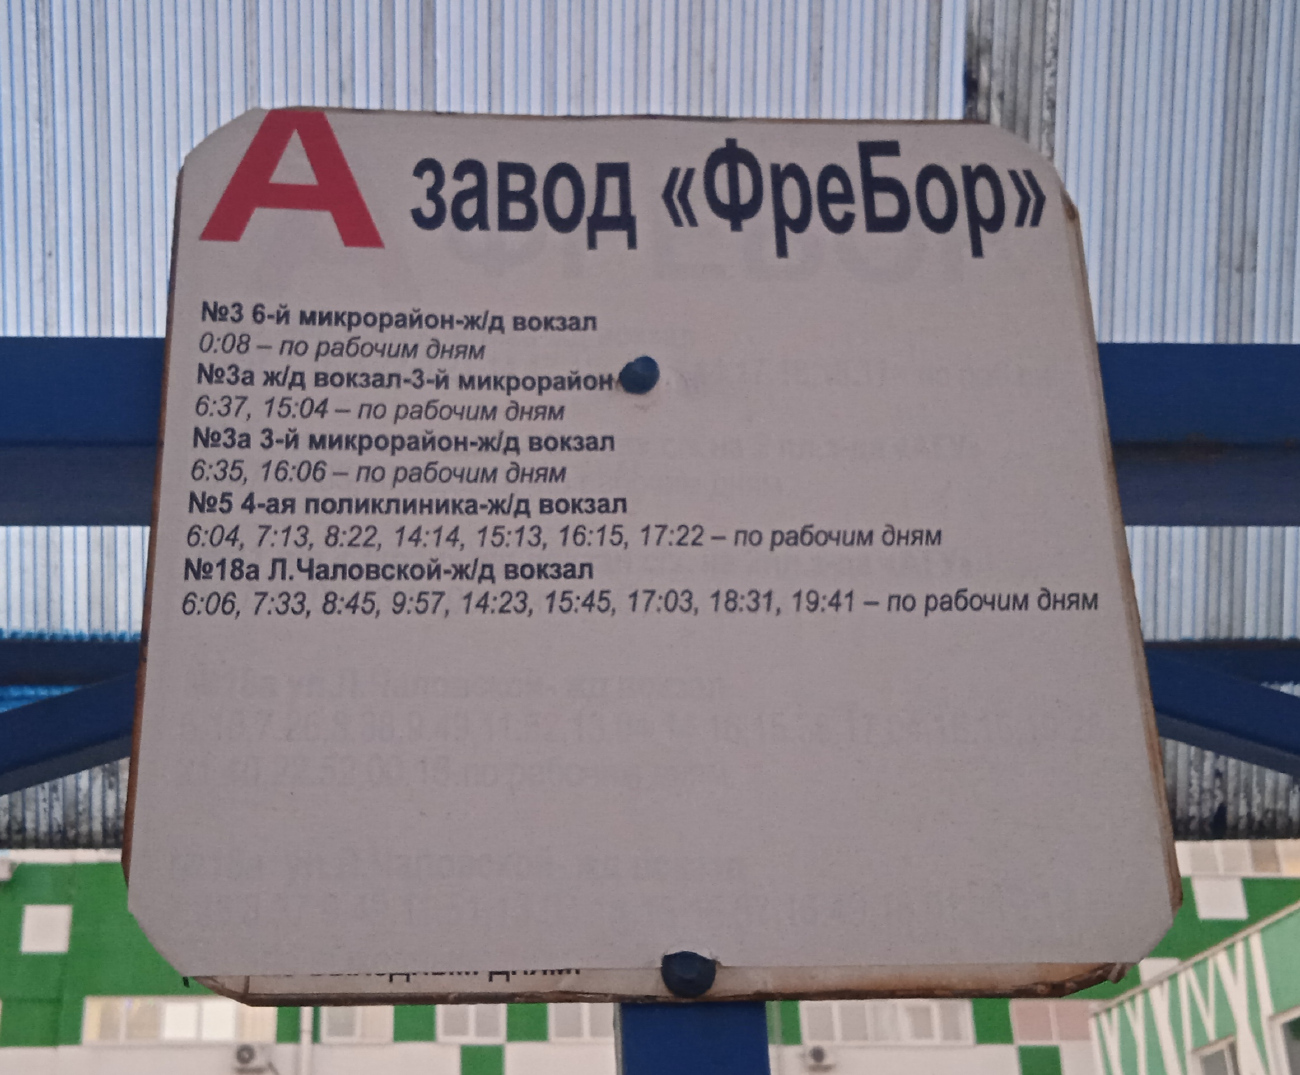 А завод «ФреБор»
№3 6-й микрорайон-ж/д вокзал
0:08 – по рабочим дням
№3а ж/д вокзал-3-й микрорайон
6:37, 15:04 – по рабочим дням
№3а 3-й микрорайон-ж/д вокзал
6:35, 16:06 – по рабочим дням
№5 4-ая поликлиника-ж/д вокзал
6:04, 7:13, 8:22, 14:14, 15:13, 16:15, 17:22 – по рабочим дням
№18а Л.Чаловской-ж/д вокзал
6:06, 7:33, 8:45, 9:57, 14:23, 15:45, 17:03, 18:31, 19:41 – по рабочим дням